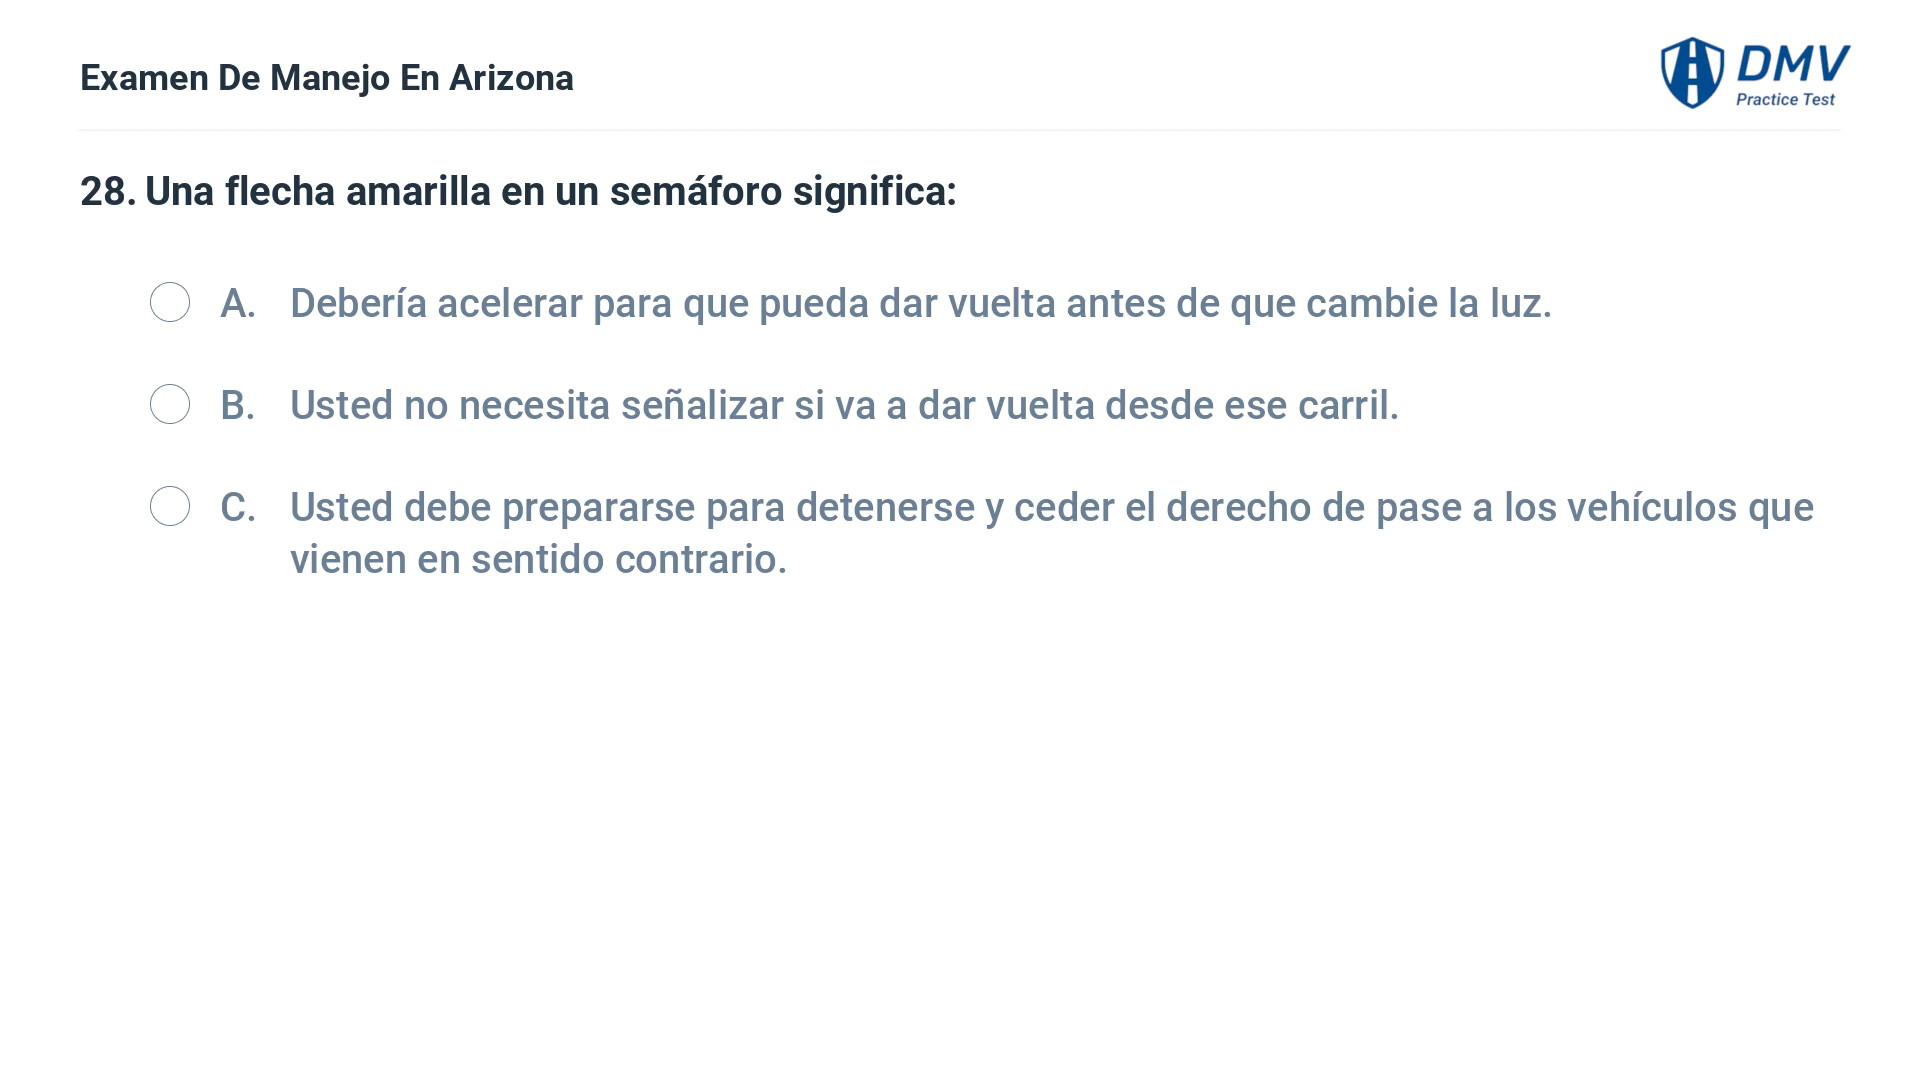 Examen De Manejo En Arizona
DMV
Practice Test
28. Una flecha amarilla en un semáforo significa:
A. Debería acelerar para que pueda dar vuelta antes de que cambie la luz.
B. Usted no necesita señalizar si va a dar vuelta desde ese carril.
C. Usted debe prepararse para detenerse y ceder el derecho de pase a los vehículos que
vienen en sentido contrario.